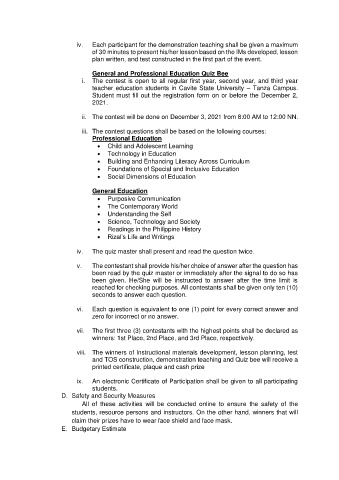 iv. Each participant for the demonstration teaching shall be given a maximum
of 30 minutes to present his/her lesson based on the IMs developed, lesson
plan written, and test constructed in the first part of the event.
General and Professional Education Quiz Bee
i. The contest is open to all regular first year, second year, and third year
teacher education students in Cavite State University – Tanza Campus.
Student must fill out the registration form on or before the December 2,
2021.
ii. The contest will be done on December 3, 2021 from 8:00 AM to 12:00 NN.
iii. The contest questions shall be based on the following courses:
Professional Education
• Child and Adolescent Learning
• Technology in Education
• Building and Enhancing Literacy Across Curriculum
• Foundations of Special and Inclusive Education
• Social Dimensions of Education
General Education
• Purposive Communication
• The Contemporary World
• Understanding the Self
• Science, Technology and Society
• Readings in the Philippine History
• Rizal's Life and Writings
iv. The quiz master shall present and read the question twice.
v. The contestant shall provide his/her choice of answer after the question has
been read by the quiz master or immediately after the signal to do so has
been given. He/She will be instructed to answer after the time limit is
reached for checking purposes. All contestants shall be given only ten (10)
seconds to answer each question.
vi. Each question is equivalent to one (1) point for every correct answer and
zero for incorrect or no answer.
vii. The first three (3) contestants with the highest points shall be declared as
winners: 1st Place, 2nd Place, and 3rd Place, respectively.
viii. The winners of Instructional materials development, lesson planning, test
and TOS construction, demonstration teaching and Quiz bee will receive a
printed certificate, plaque and cash prize
ix. An electronic Certificate of Participation shall be given to all participating
students.
D. Safety and Security Measures
All of these activities will be conducted online to ensure the safety of the
students, resource persons and instructors. On the other hand, winners that will
claim their prizes have to wear face shield and face mask.
E. Budgetary Estimate